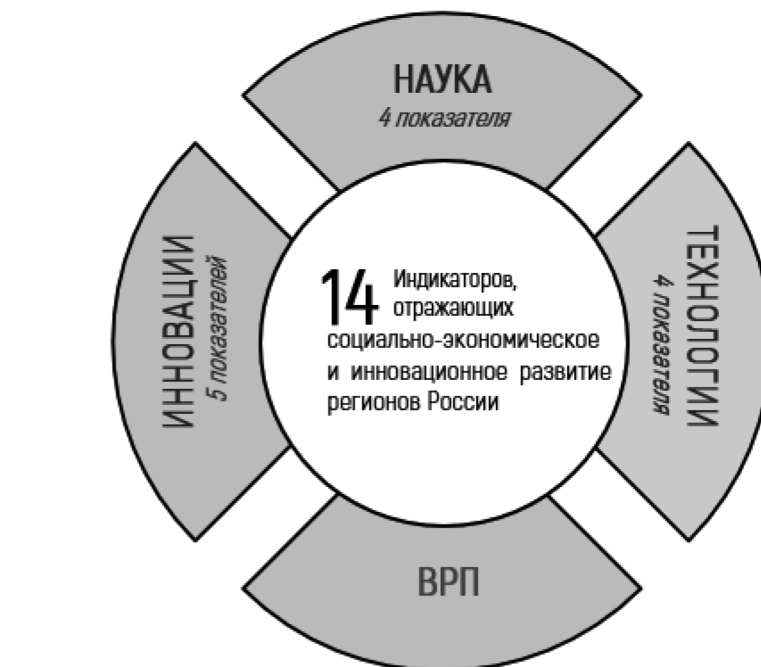 НАУКА
4 показателя
ИННОВАЦИИ
5 показателей
14 Индикаторов,
отражающих
социально-экономическое
и инновационное развитие
регионов России
ТЕХНОЛОГИИ
4 показателя
ВРП